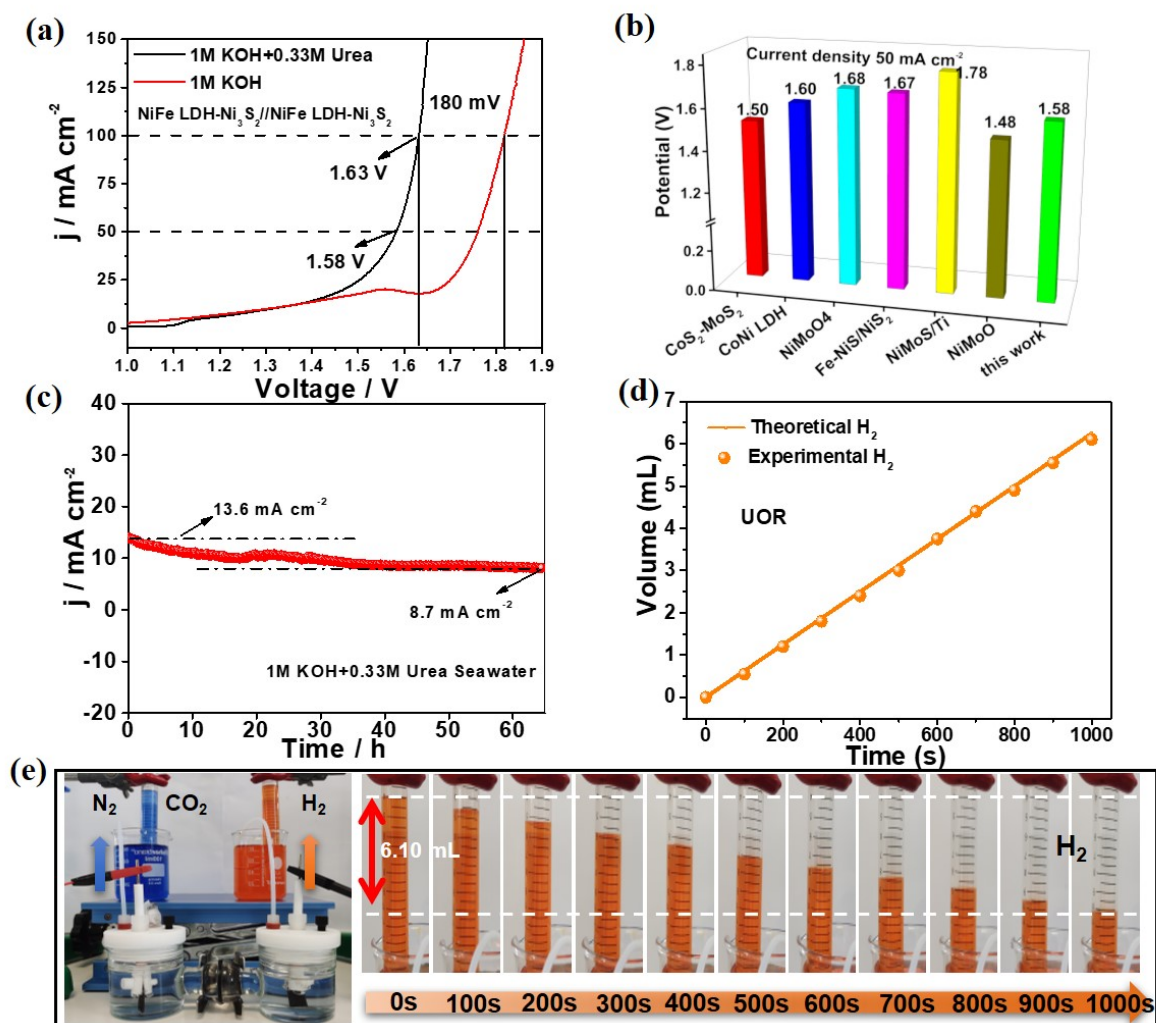 (a)
150
125
100
75
50
25
0
j / mA cm⁻²
1M KOH+0.33M Urea
1M KOH
NiFe LDH-Ni₃S₂//NiFe LDH-Ni₃S₂
180 mV
1.63 V
1.58 V
1.0 1.1 1.2 1.3 1.4 1.5 1.6 1.7 1.8 1.9
Voltage / V
(b)
Current density 50 mA cm⁻²
Potential (V)
1.8
1.6
1.4
1.2
0.2
0.0
1.50 1.60 1.68 1.67 1.78 1.48 1.58
CoS₂-MoS₂
CoNi LDH
NiMoO4
Fe-NiS/NiS₂
NiMoS/Ti
NiMoO
this work
(c)
40
30
20
10
0
-10
-20
j / mA cm⁻²
13.6 mA cm⁻²
8.7 mA cm⁻²
1M KOH+0.33M Urea Seawater
0 10 20 30 40 50 60
Time / h
(d)
7
6
5
4
3
2
1
0
Volume (mL)
Theoretical H₂
Experimental H₂
UOR
0 200 400 600 800 1000
Time (s)
(e)
N₂ CO₂ H₂
6.10 mL
H₂
0s 100s 200s 300s 400s 500s 600s 700s 800s 900s 1000s